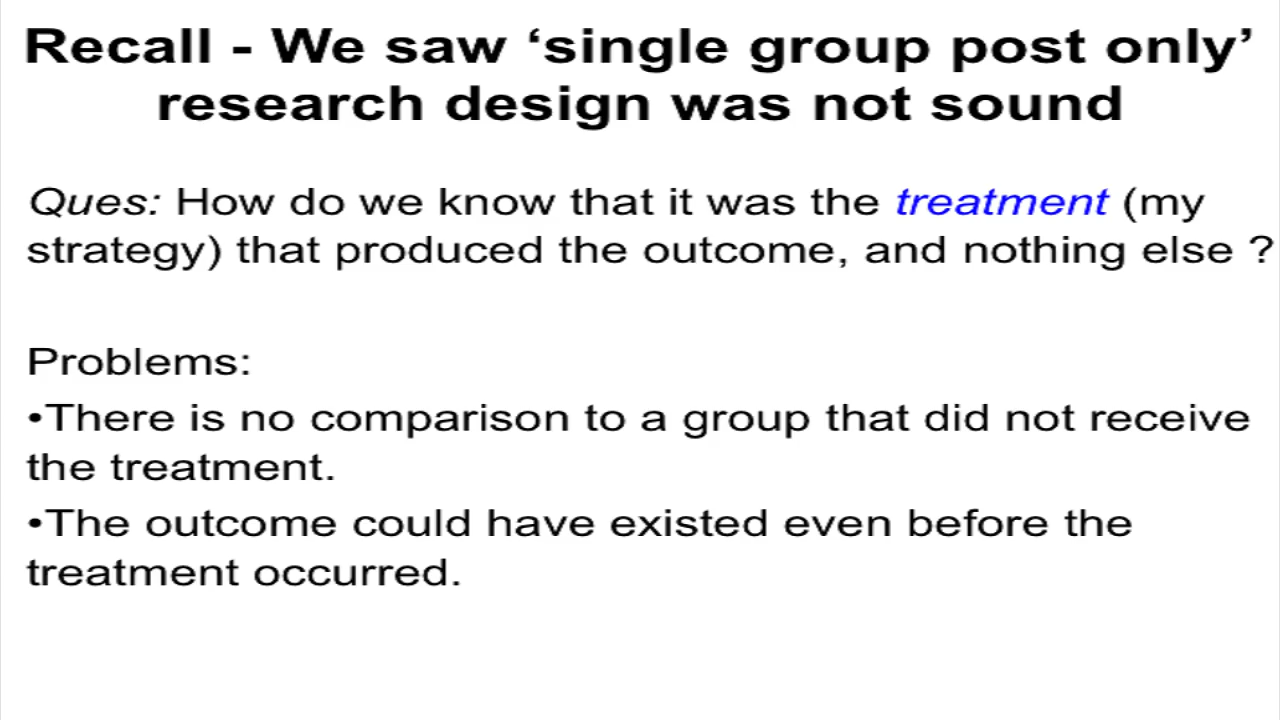 Recall - We saw ‘single group post only’
research design was not sound
Ques: How do we know that it was the treatment (my
strategy) that produced the outcome, and nothing else ?
Problems:
•There is no comparison to a group that did not receive
the treatment.
•The outcome could have existed even before the
treatment occurred.